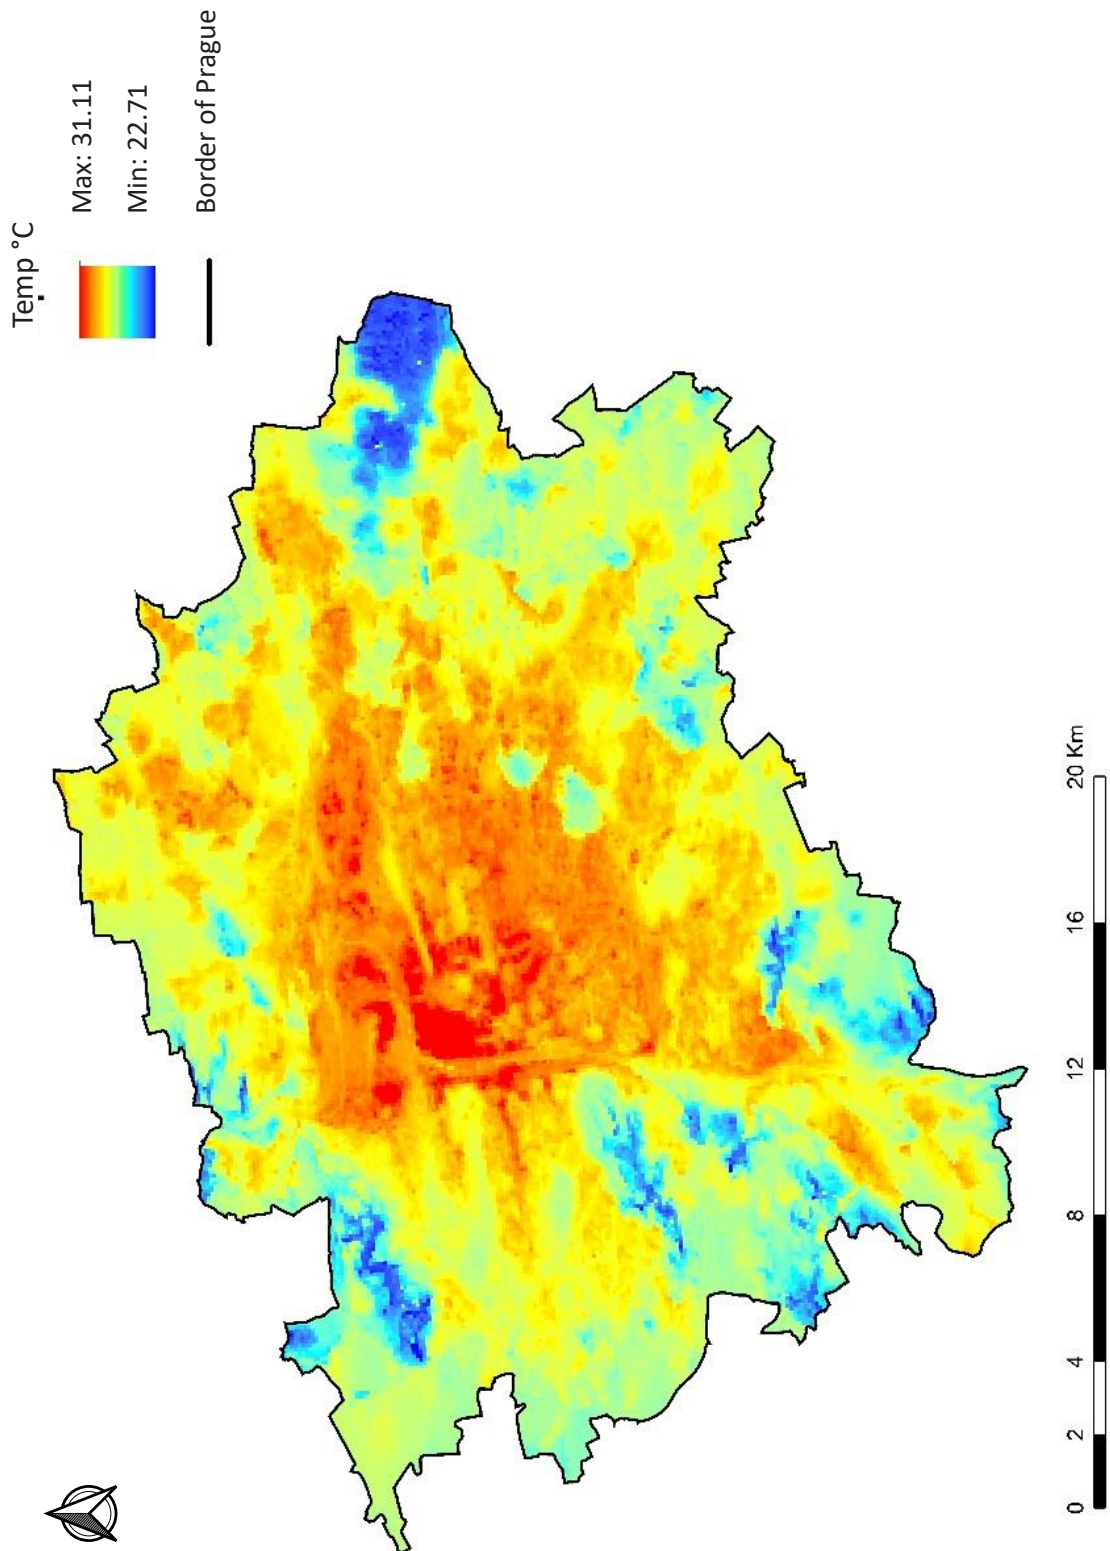 Temp °C
Max: 31.11
Min: 22.71
Border of Prague
0 2 4 8 12 16 20 Km